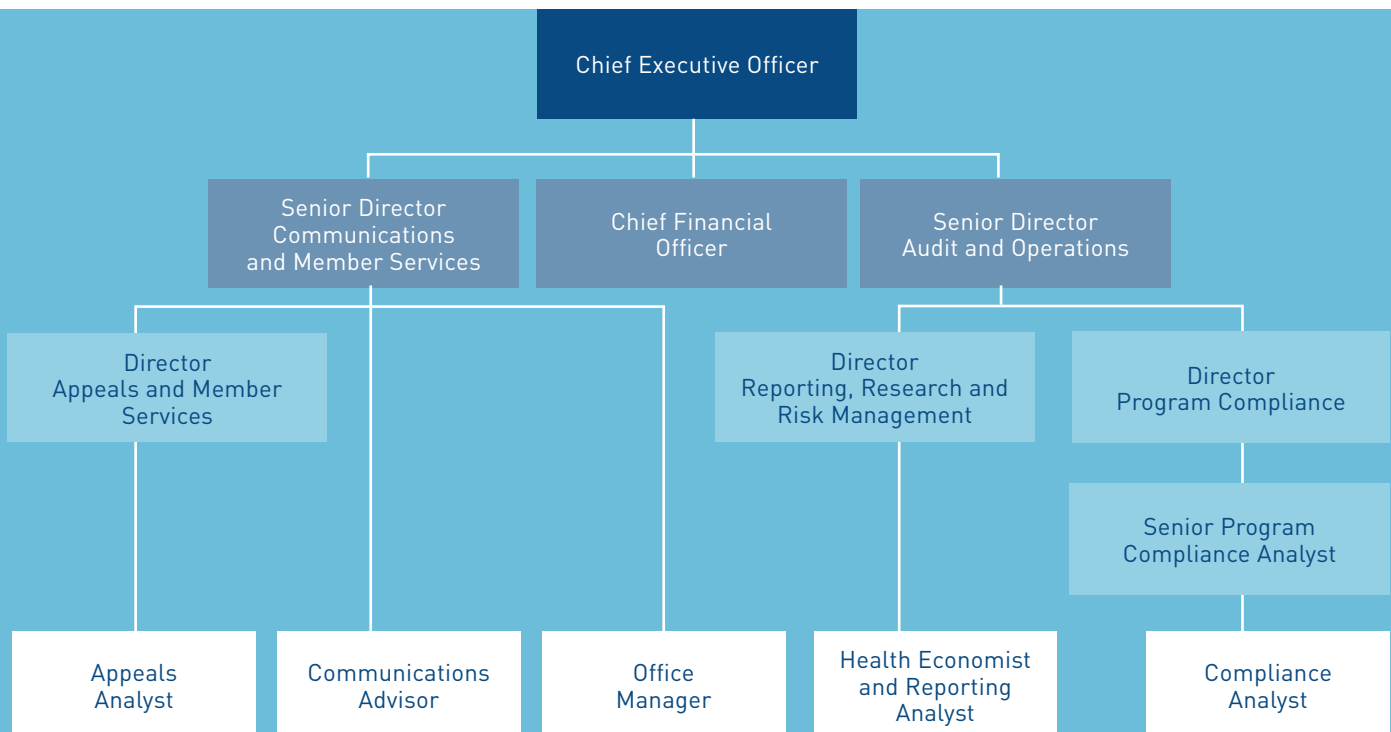 Chief Executive Officer
Senior Director
Communications
and Member Services
Chief Financial
Officer
Senior Director
Audit and Operations
Director
Appeals and Member
Services
Director
Reporting, Research and
Risk Management
Director
Program Compliance
Senior Program
Compliance Analyst
Appeals
Analyst
Communications
Advisor
Office
Manager
Health Economist
and Reporting
Analyst
Compliance
Analyst